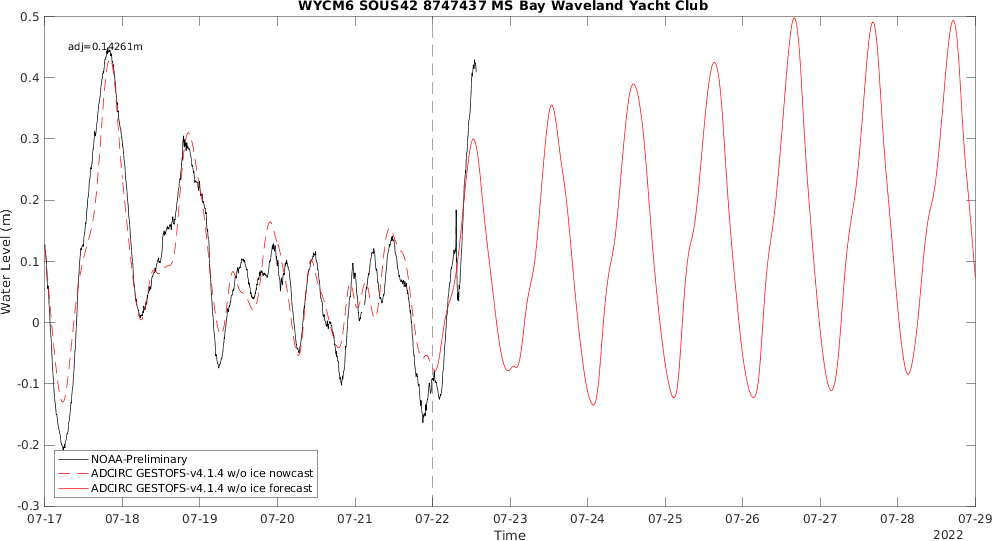 WYCM6 SOUS42 8747437 MS Bay Waveland Yacht Club
adj=0.14261m
0.5
0.4
0.3
0.2
0.1
0
-0.1
-0.2
-0.3
Water Level (m)
NOAA-Preliminary
ADCIRC GESTOFS-v4.1.4 w/o ice nowcast
ADCIRC GESTOFS-v4.1.4 w/o ice forecast
07-17 07-18 07-19 07-20 07-21 07-22 07-23 07-24 07-25 07-26 07-27 07-28 07-29
Time
2022